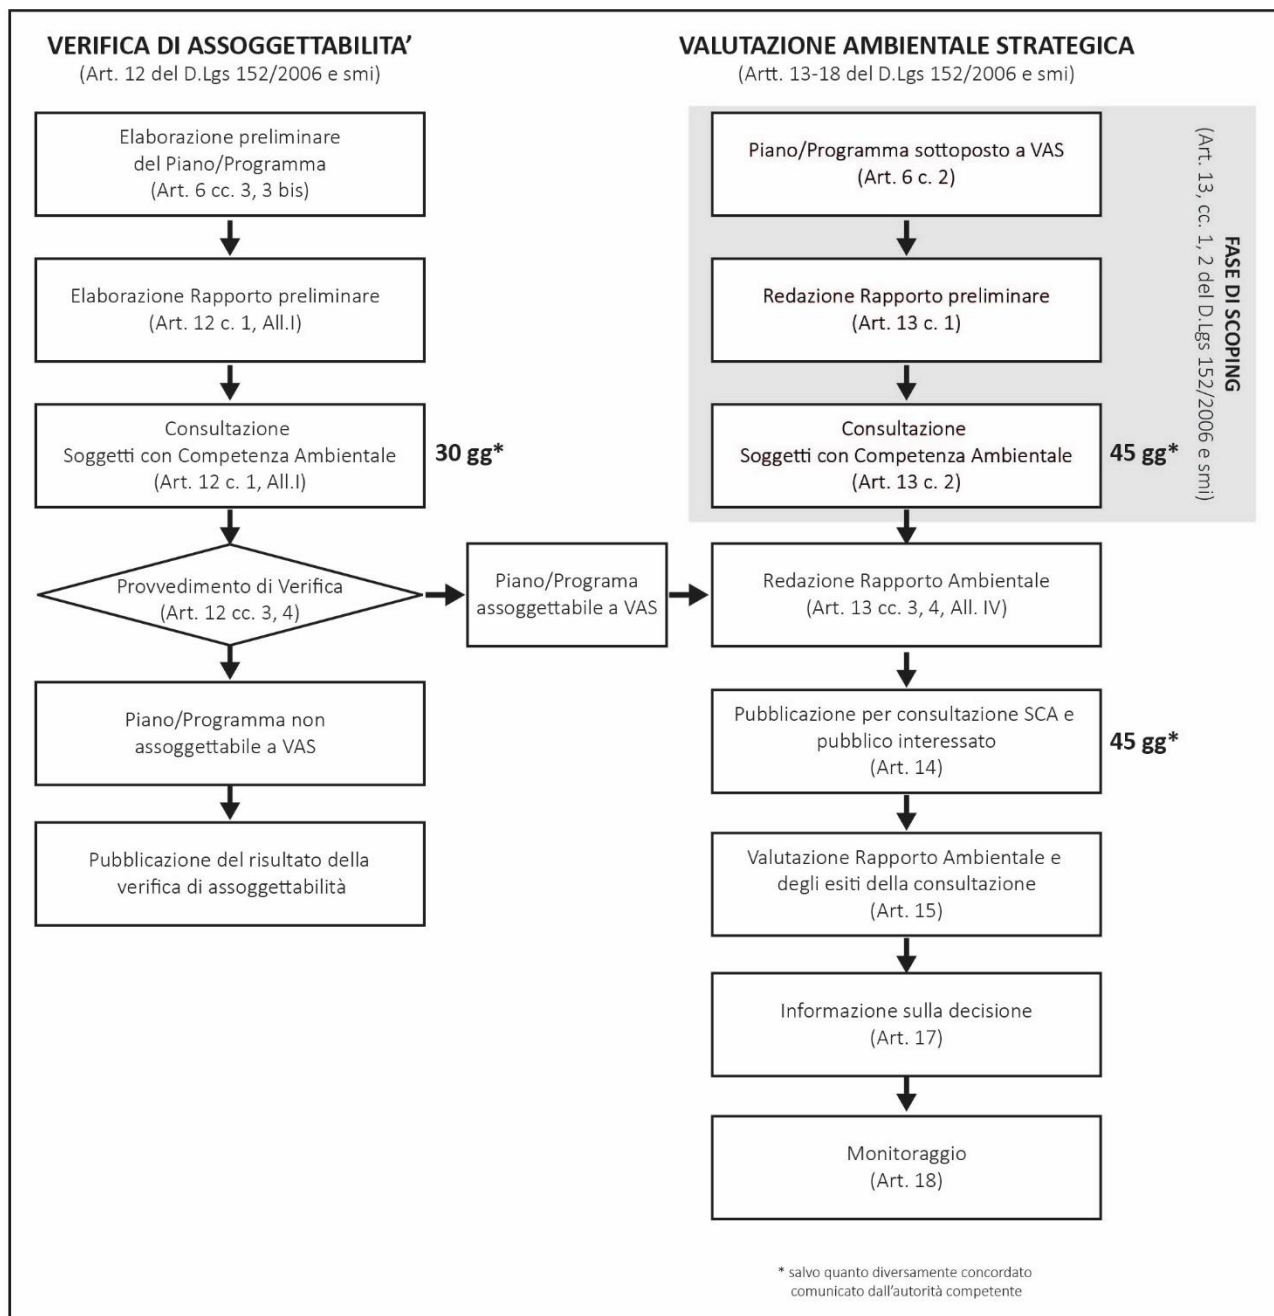 VERIFICA DI ASSOGGETTABILITA’
(Art. 12 del D.Lgs 152/2006 e smi)
Elaborazione preliminare
del Piano/Programma
(Art. 6 cc. 3, 3 bis)
Elaborazione Rapporto preliminare
(Art. 12 c. 1, All.I)
Consultazione
Soggetti con Competenza Ambientale
(Art. 12 c. 1, All.I)
30 gg*
Provvedimento di Verifica
(Art. 12 cc. 3, 4)
Piano/Programa
assoggettabile a VAS
Piano/Programma non
assoggettabile a VAS
Pubblicazione del risultato della
verifica di assoggettabilità
VALUTAZIONE AMBIENTALE STRATEGICA
(Artt. 13-18 del D.Lgs 152/2006 e smi)
FASE DI SCOPING
(Art. 13, cc. 1, 2 del D.Lgs 152/2006 e smi)
Piano/Programma sottoposto a VAS
(Art. 6 c. 2)
Redazione Rapporto preliminare
(Art. 13 c. 1)
Consultazione
Soggetti con Competenza Ambientale
(Art. 13 c. 2)
45 gg*
Redazione Rapporto Ambientale
(Art. 13 cc. 3, 4, All. IV)
Pubblicazione per consultazione SCA e
pubblico interessato
(Art. 14)
45 gg*
Valutazione Rapporto Ambientale e
degli esiti della consultazione
(Art. 15)
Informazione sulla decisione
(Art. 17)
Monitoraggio
(Art. 18)
* salvo quanto diversamente concordato
comunicato dall’autorità competente